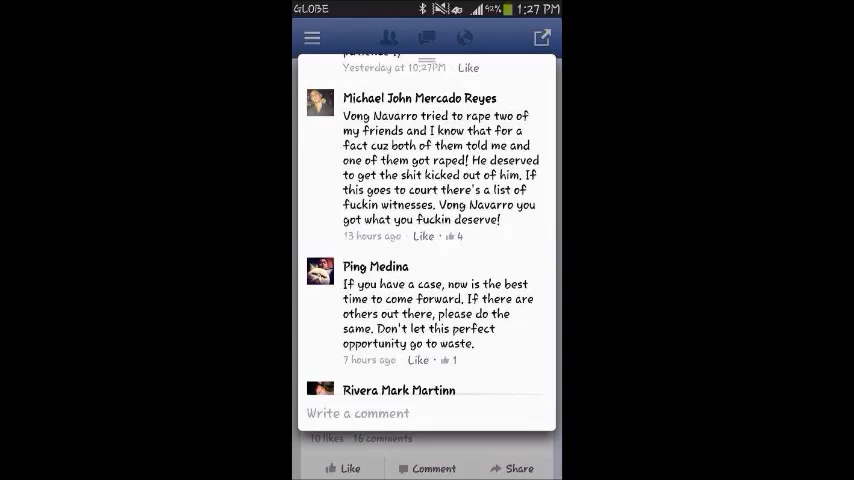 GLOBE 4G 92% 1:27 PM
Yesterday at 10:27PM · Like
Michael John Mercado Reyes
Vong Navarro tried to rape two of
my friends and I know that for a
fact cuz both of them told me and
one of them got raped! He deserved
to get the shit kicked out of him. If
this goes to court there's a list of
fuckin witnesses. Vong Navarro you
got what you fuckin deserve!
13 hours ago · Like · 4
Ping Medina
If you have a case, now is the best
time to come forward. If there are
others out there, please do the
same. Don't let this perfect
opportunity go to waste.
7 hours ago · Like · 1
Rivera Mark Martinn
Write a comment
10 likes 16 comments
Like Comment Share